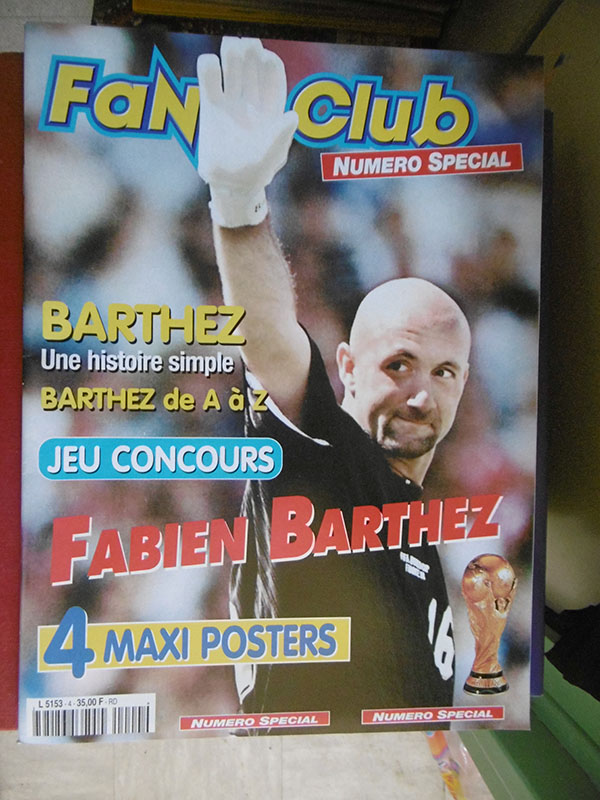 FaN Club
NUMERO SPECIAL
BARTHEZ
Une histoire simple
BARTHEZ de A à Z
JEU CONCOURS
FABIEN BARTHEZ
16
4 MAXI POSTERS
L 5153 - 4 - 35,00 F - RD
NUMERO SPECIAL
NUMERO SPECIAL